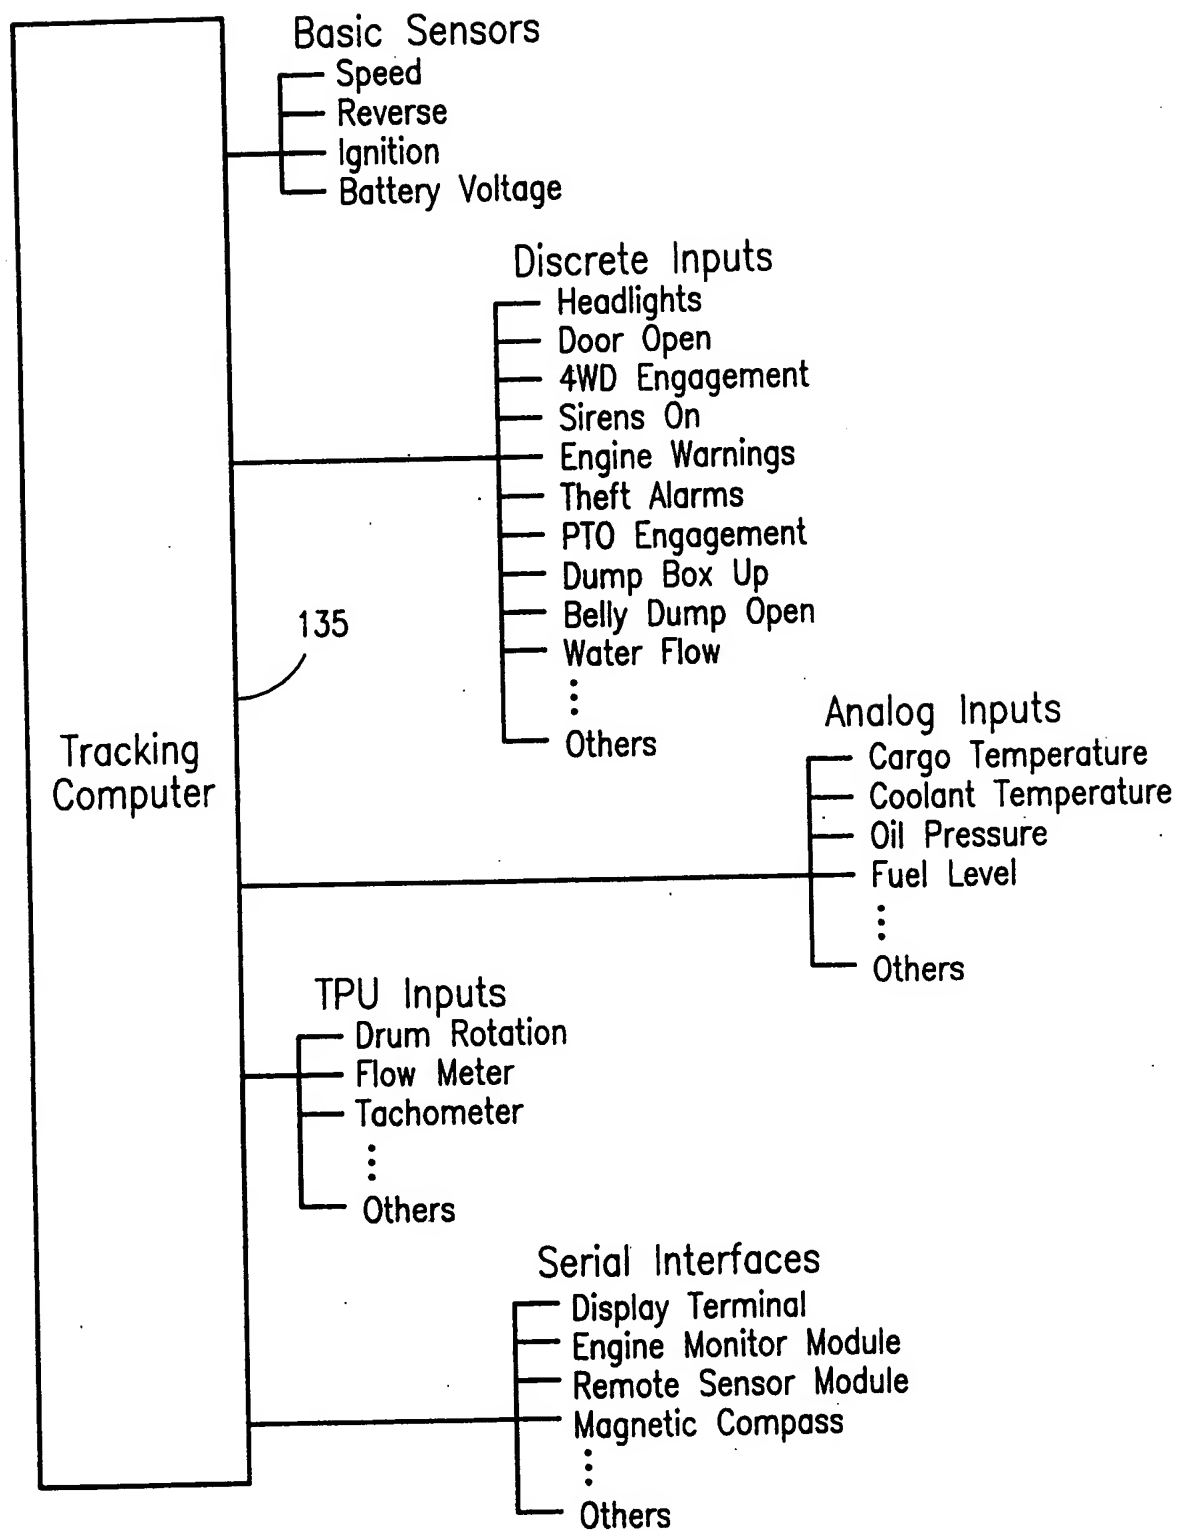 Basic Sensors
Speed
Reverse
Ignition
Battery Voltage
Discrete Inputs
Headlights
Door Open
4WD Engagement
Sirens On
Engine Warnings
Theft Alarms
PTO Engagement
Dump Box Up
Belly Dump Open
Water Flow
Others
135
Tracking
Computer
Analog Inputs
Cargo Temperature
Coolant Temperature
Oil Pressure
Fuel Level
Others
TPU Inputs
Drum Rotation
Flow Meter
Tachometer
Others
Serial Interfaces
Display Terminal
Engine Monitor Module
Remote Sensor Module
Magnetic Compass
Others